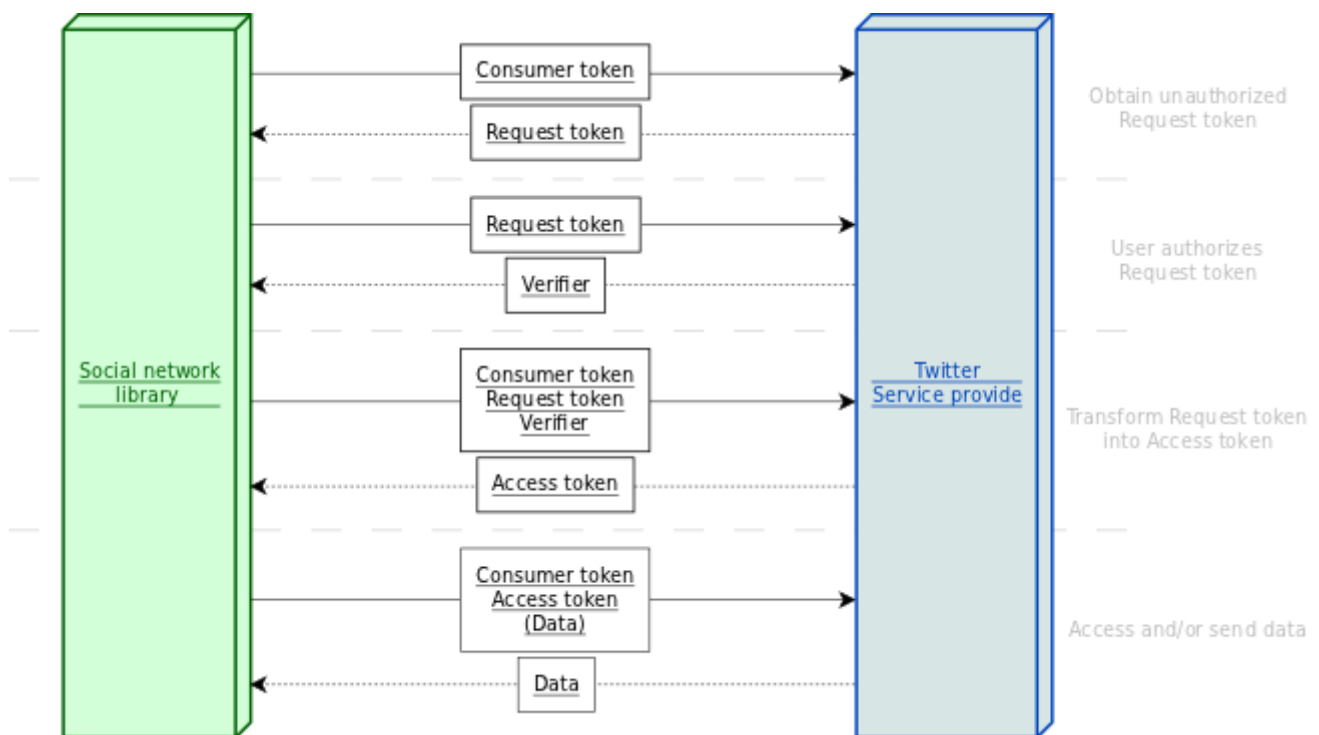 Consumer token
Request token
Obtain unauthorized
Request token
Request token
Verifier
User authorizes
Request token
Social network
library
Consumer token
Request token
Verifier
Access token
Twitter
Service provide
Transform Request token
into Access token
Consumer token
Access token
(Data)
Data
Access and/or send data